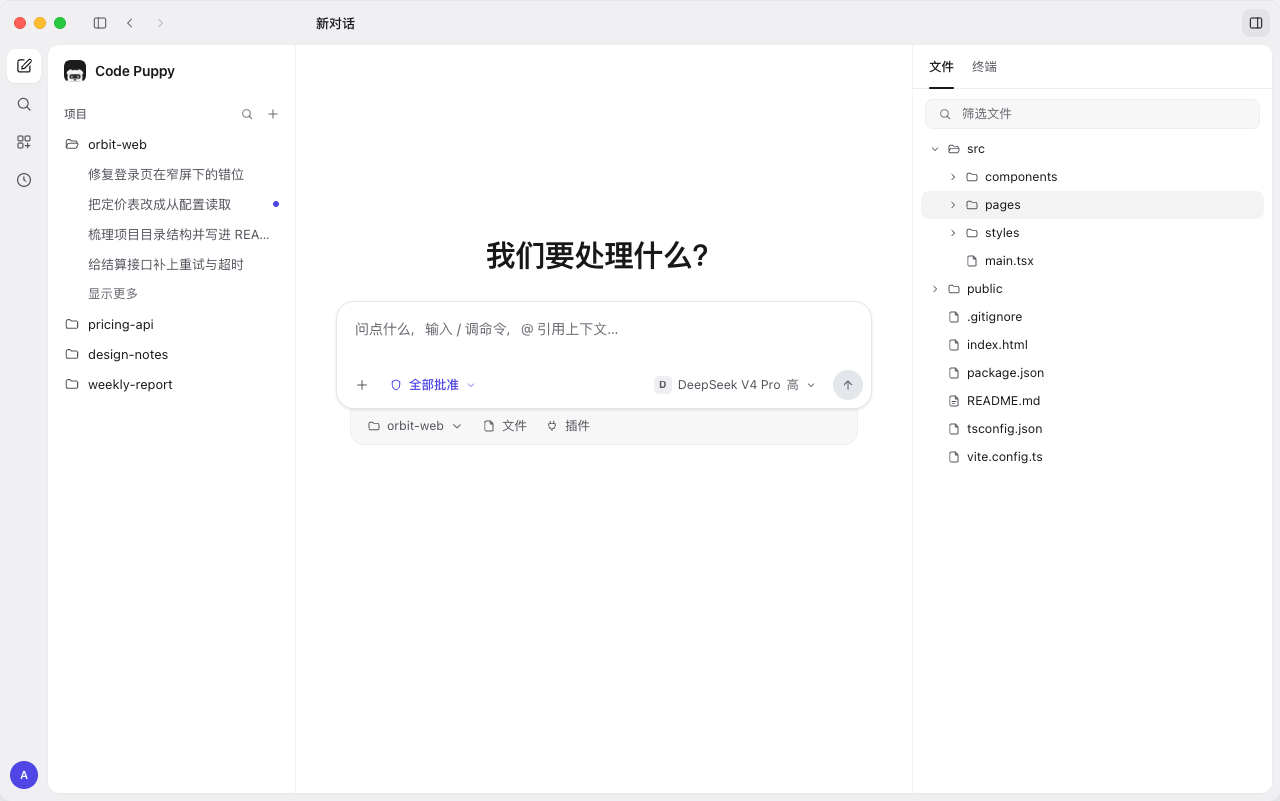 新对话
Code Puppy
项目
orbit-web
修复登录页在窄屏下的错位
把定价表改成从配置读取
梳理项目目录结构并写进 REA...
给结算接口补上重试与超时
显示更多
pricing-api
design-notes
weekly-report
A
我们要处理什么?
问点什么，输入 / 调命令，@ 引用上下文...
全部批准
D DeepSeek V4 Pro 高
orbit-web 文件 插件
文件 终端
筛选文件
src
components
pages
styles
main.tsx
public
.gitignore
index.html
package.json
README.md
tsconfig.json
vite.config.ts